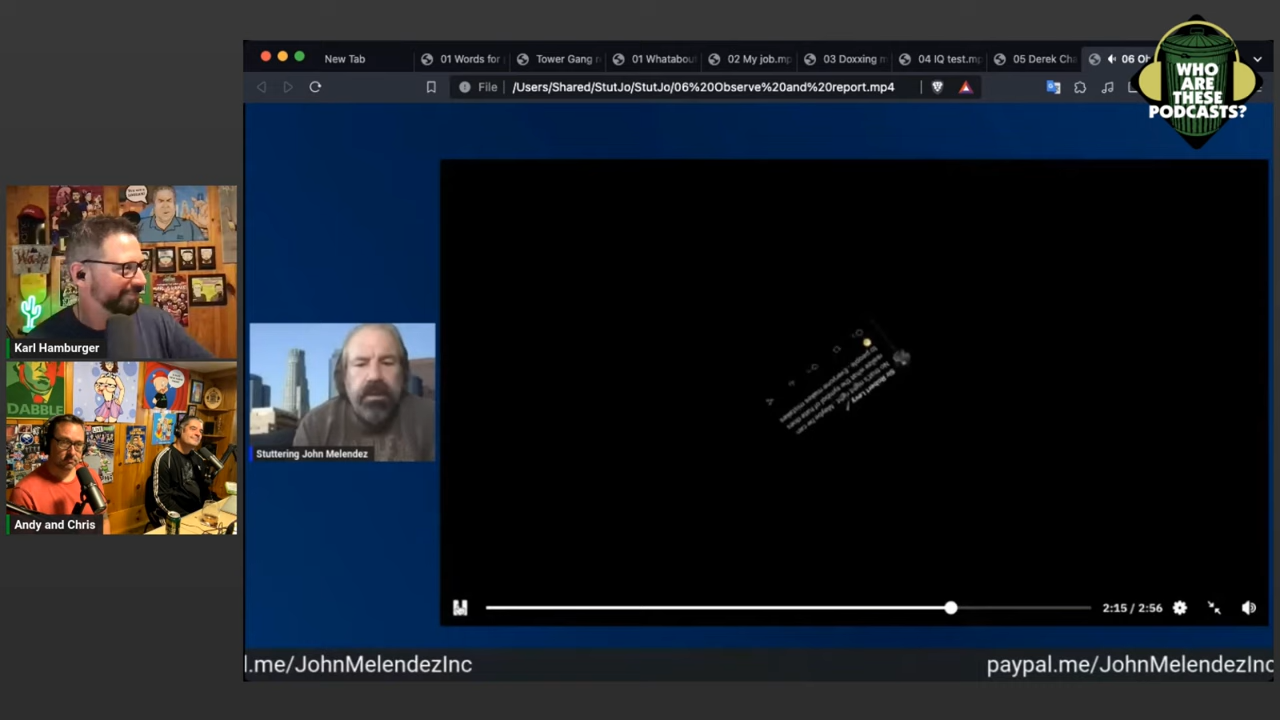 New Tab
01 Words for
Tower Gang r
01 Whatabou
02 My job.mp
03 Doxxing m
04 IQ test.mp
05 Derek Cha
06 Ob
File
/Users/Shared/StutJo/StutJo/06%20Observe%20and%20report.mp4
WHO
ARE
THESE
PODCASTS?
Karl Hamburger
DABBLE
Andy and Chris
Stuttering John Melendez
2:15 / 2:56
l.me/JohnMelendezInc
paypal.me/JohnMelendezInc